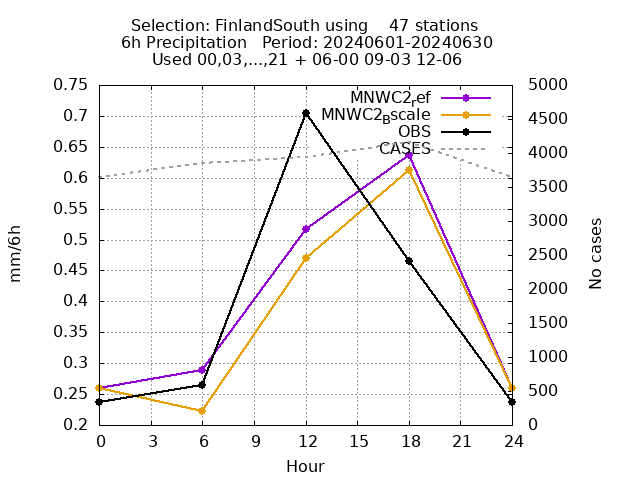 Selection: FinlandSouth using 47 stations
6h Precipitation Period: 20240601-20240630
Used 00,03,...,21 + 06-00 09-03 12-06
0.75
0.7
0.65
0.6
0.55
0.5
0.45
0.4
0.35
0.3
0.25
0.2
mm/6h
MNWC2ref
MNWC2Bscale
OBS
CASES
5000
4500
4000
3500
3000
2500
2000
1500
1000
500
0
No cases
0 3 6 9 12 15 18 21 24
Hour